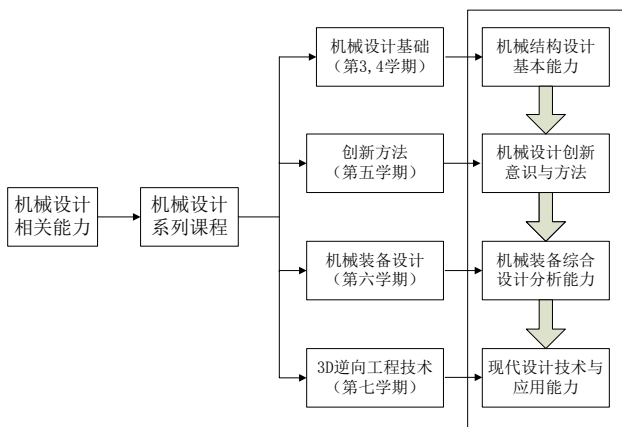 机械设计
相关能力
机械设计
系列课程
机械设计基础
（第3,4学期）
机械结构设计
基本能力
创新方法
（第五学期）
机械设计创新
意识与方法
机械装备设计
（第六学期）
机械装备综合
设计分析能力
3D逆向工程技术
（第七学期）
现代设计技术与
应用能力